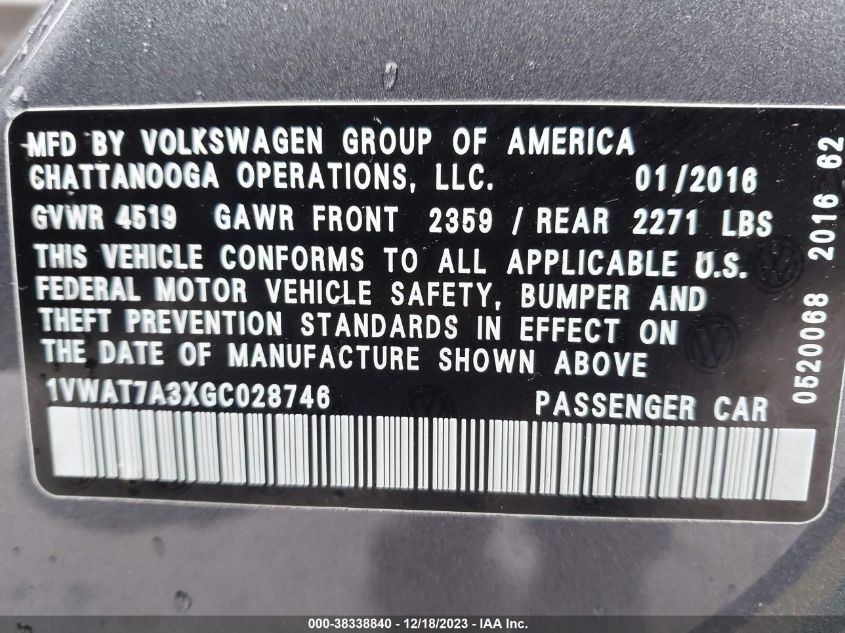 MFD BY VOLKSWAGEN GROUP OF AMERICA
CHATTANOOGA OPERATIONS, LLC. 01/2016
GVWR 4519 GAWR FRONT 2359 / REAR 2271 LBS
THIS VEHICLE CONFORMS TO ALL APPLICABLE U.S.
FEDERAL MOTOR VEHICLE SAFETY, BUMPER AND
THEFT PREVENTION STANDARDS IN EFFECT ON
THE DATE OF MANUFACTURE SHOWN ABOVE
1VWAT7A3XGC028746 PASSENGER CAR
0520068 2016 62
000-38338840 - 12/18/2023 - IAA Inc.